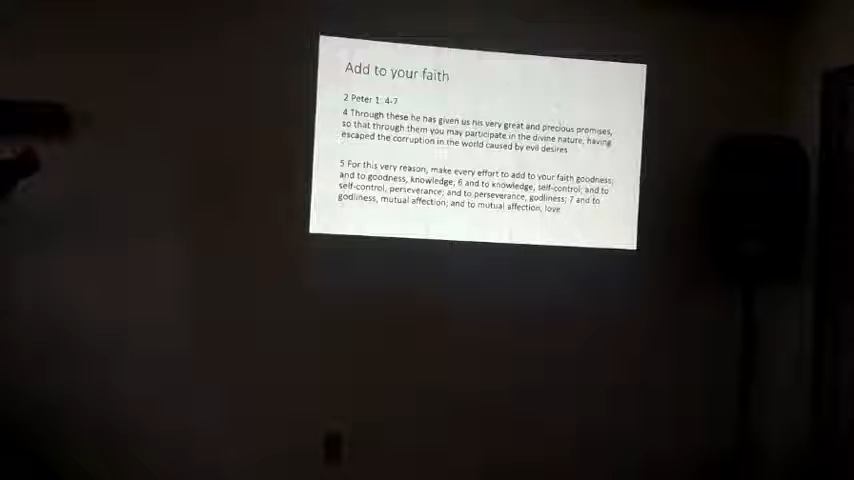 Add to your faith
2 Peter 1: 4-7
4 Through these he has given us his very great and precious promises,
so that through them you may participate in the divine nature, having
escaped the corruption in the world caused by evil desires
5 For this very reason, make every effort to add to your faith goodness;
and to goodness, knowledge; 6 and to knowledge, self-control; and to
self-control, perseverance; and to perseverance, godliness; 7 and to
godliness, mutual affection; and to mutual affection, love